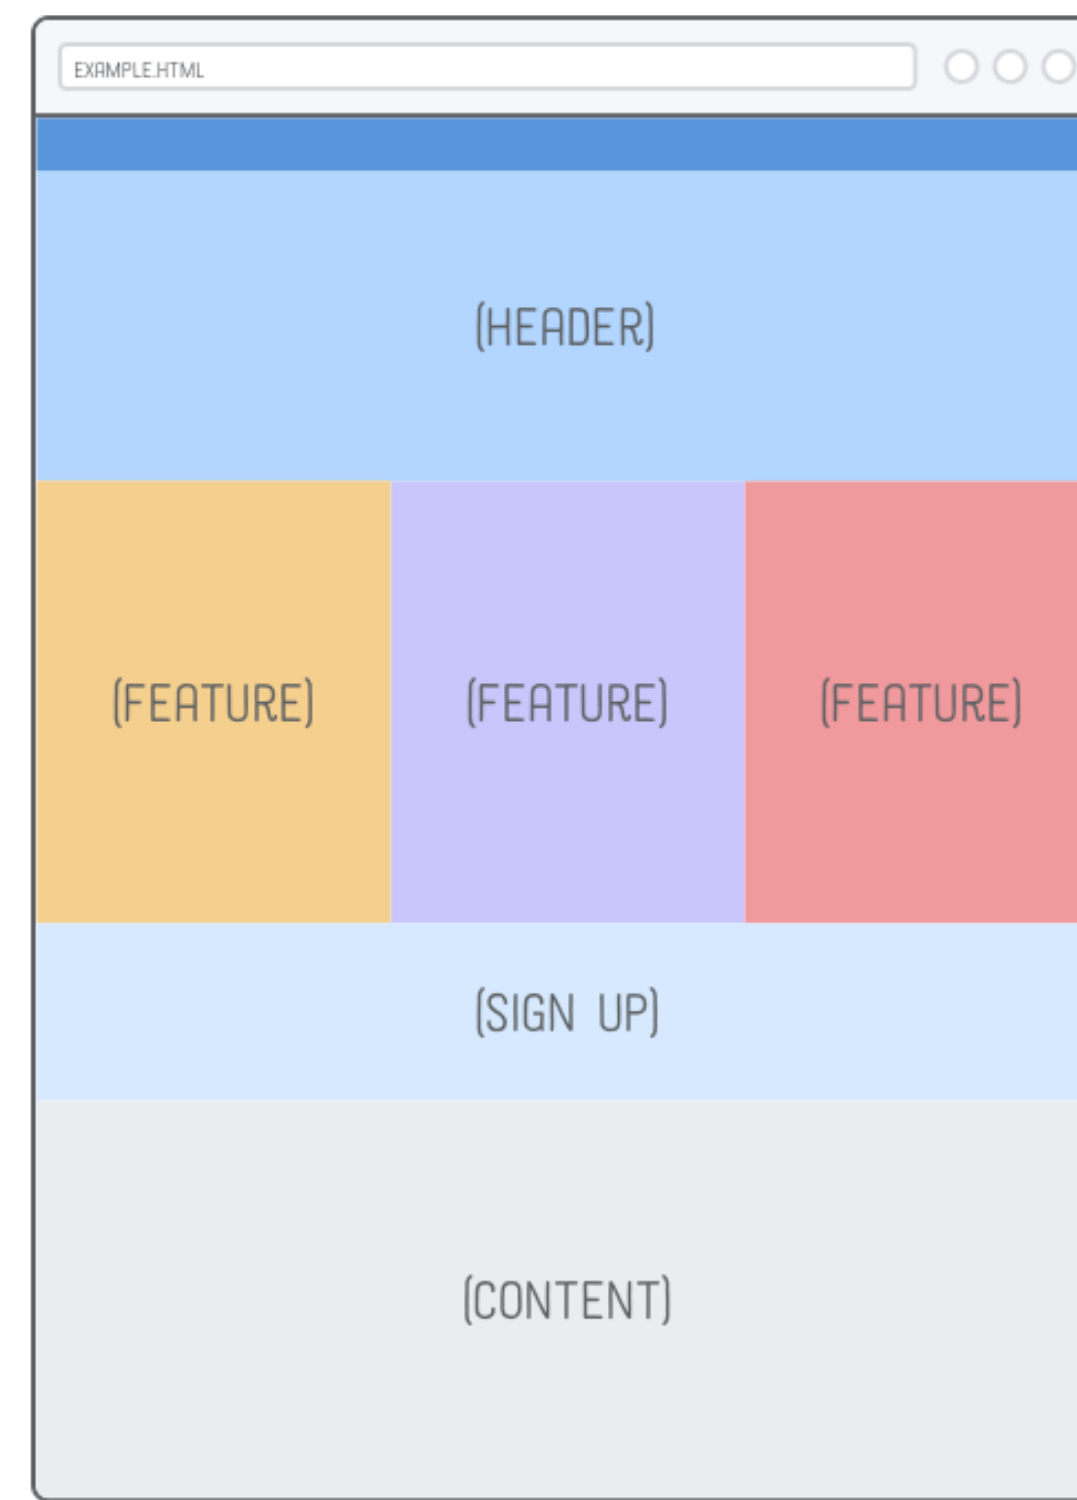 EXAMPLE.HTML
(HEADER)
(FEATURE) (FEATURE) (FEATURE)
(SIGN UP)
(CONTENT)